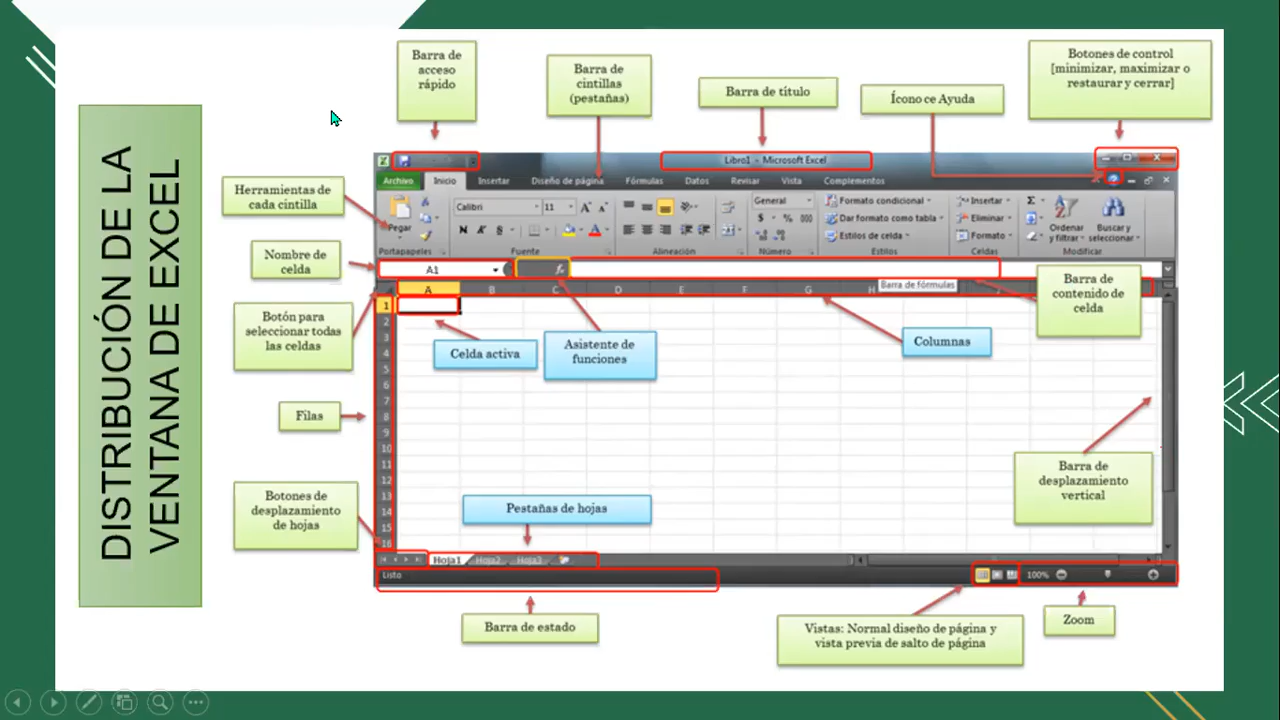 DISTRIBUCIÓN DE LA
VENTANA DE EXCEL
Barra de
acceso
rápido
Barra de
cintillas
(pestañas)
Barra de título
Ícono ce Ayuda
Botones de control
[minimizar, maximizar o
restaurar y cerrar]
Libro1 - Microsoft Excel
Archivo Inicio Insertar Diseño de página Fórmulas Datos Revisar Vista Complementos
Herramientas de
cada cintilla
Pegar
Portapapeles
Calibri 11
N K S
Fuente
Alineación
General
$ % 000
Número
Formato condicional
Dar formato como tabla
Estilos de celda
Estilos
Insertar
Eliminar
Formato
Celdas
Σ
Ordenar
y filtrar
Buscar y
seleccionar
Modificar
Nombre de
celda
A1
fx
Barra de fórmulas
Barra de
contenido de
celda
A B C D E F G H
Botón para
seleccionar todas
las celdas
1
2
3
4
5
6
7
8
9
10
11
12
13
14
15
16
Celda activa
Asistente de
funciones
Columnas
Filas
Barra de
desplazamiento
vertical
Botones de
desplazamiento
de hojas
Pestañas de hojas
Hoja1 Hoja2 Hoja3
Listo
100%
Barra de estado
Vistas: Normal diseño de página y
vista previa de salto de página
Zoom